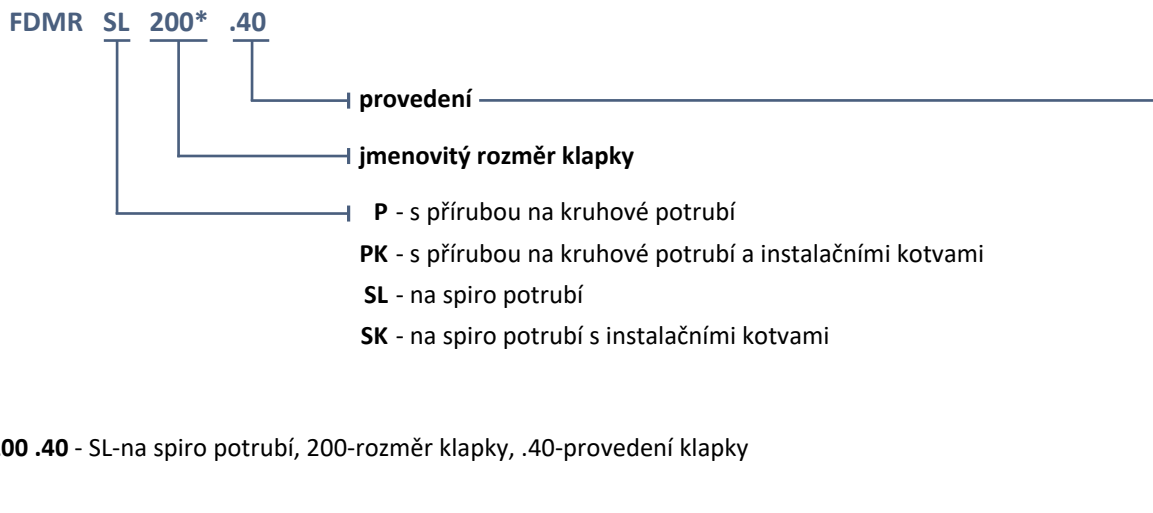 FDMR SL 200* .40
provedení
jmenovitý rozměr klapky
P - s přírubou na kruhové potrubí
PK - s přírubou na kruhové potrubí a instalačními kotvami
SL - na spiro potrubí
SK - na spiro potrubí s instalačními kotvami
00 .40 - SL-na spiro potrubí, 200-rozměr klapky, .40-provedení klapky